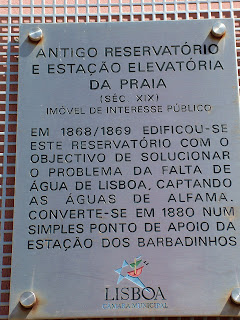 ANTIGO RESERVATÓRIO
E ESTAÇÃO ELEVATÓRIA
DA PRAIA
(SÉC. XIX)
IMÓVEL DE INTERESSE PÚBLICO
EM 1868/1869 EDIFICOU-SE
ESTE RESERVATÓRIO COM O
OBJECTIVO DE SOLUCIONAR
O PROBLEMA DA FALTA DE
ÁGUA DE LISBOA, CAPTANDO
AS ÁGUAS DE ALFAMA.
CONVERTE-SE EM 1880 NUM
SIMPLES PONTO DE APOIO DA
ESTAÇÃO DOS BARBADINHOS
LISBOA
CÂMARA MUNICIPAL